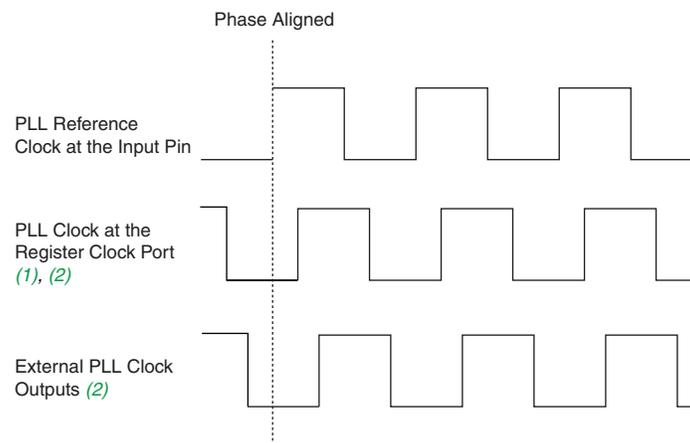 Phase Aligned
PLL Reference
Clock at the Input Pin
PLL Clock at the
Register Clock Port
(1), (2)
External PLL Clock
Outputs (2)